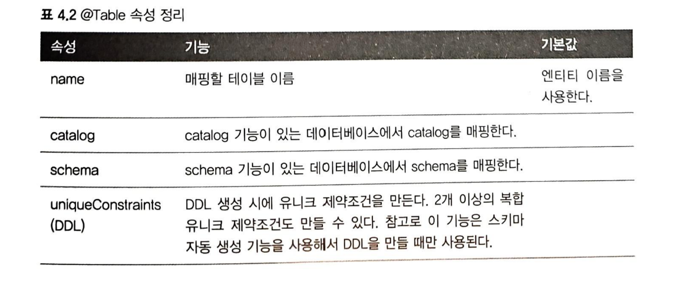 표 4.2 @Table 속성 정리
속성 기능 기본값
name 매핑할 테이블 이름 엔티티 이름을
사용한다.
catalog catalog 기능이 있는 데이터베이스에서 catalog를 매핑한다.
schema schema 기능이 있는 데이터베이스에서 schema를 매핑한다.
uniqueConstraints DDL 생성 시에 유니크 제약조건을 만든다. 2개 이상의 복합
(DDL) 유니크 제약조건도 만들 수 있다. 참고로 이 기능은 스키마
자동 생성 기능을 사용해서 DDL을 만들 때만 사용된다.